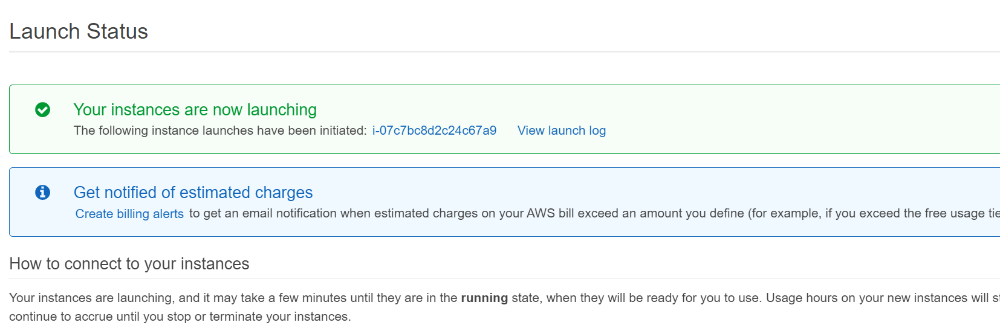 Launch Status
Your instances are now launching
The following instance launches have been initiated: i-07c7bc8d2c24c67a9 View launch log
Get notified of estimated charges
Create billing alerts to get an email notification when estimated charges on your AWS bill exceed an amount you define (for example, if you exceed the free usage
How to connect to your instances
Your instances are launching, and it may take a few minutes until they are in the running state, when they will be ready for you to use. Usage hours on your new instances will
continue to accrue until you stop or terminate your instances.